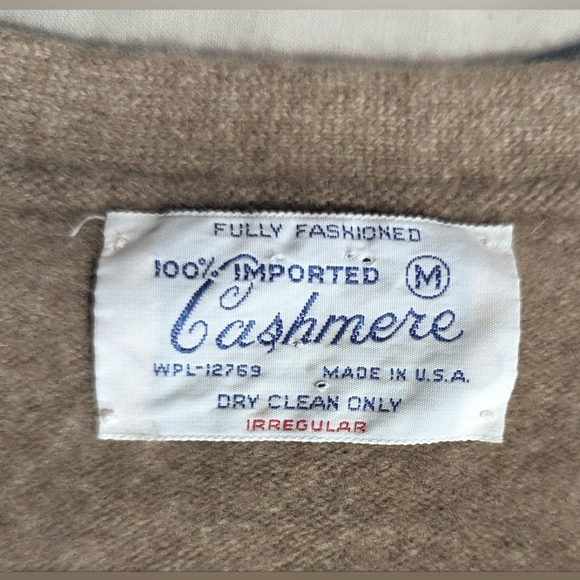 FULLY FASHIONED
100% IMPORTED M
Cashmere
WPL-12769 MADE IN U.S.A.
DRY CLEAN ONLY
IRREGULAR